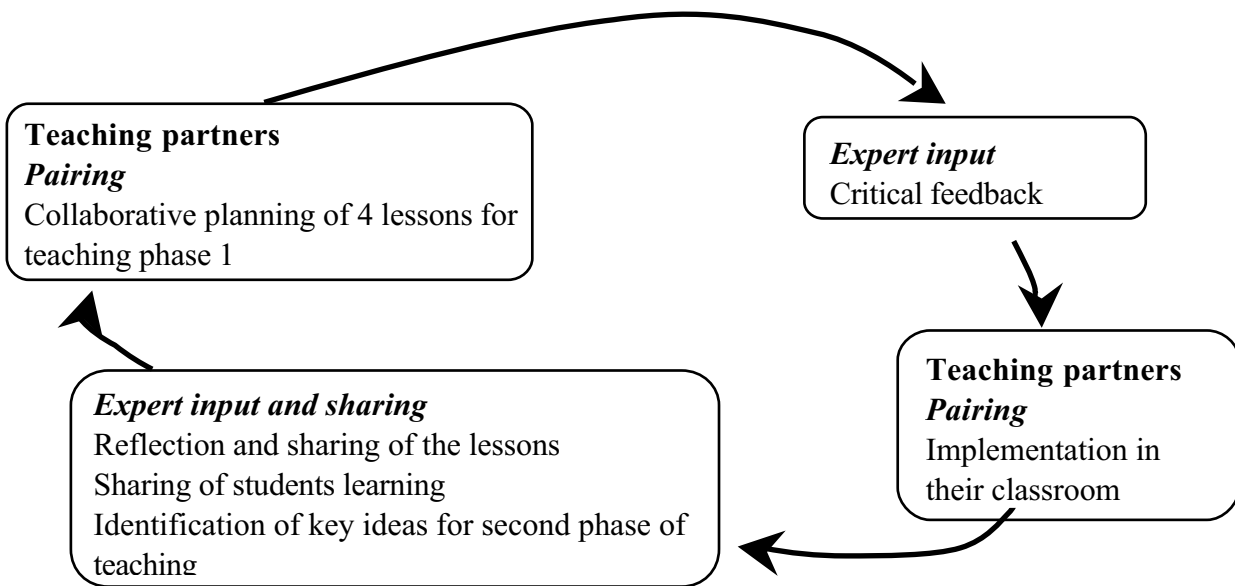 Teaching partners
Pairing
Collaborative planning of 4 lessons for
teaching phase 1
Expert input
Critical feedback
Teaching partners
Pairing
Implementation in
their classroom
Expert input and sharing
Reflection and sharing of the lessons
Sharing of students learning
Identification of key ideas for second phase of
teaching